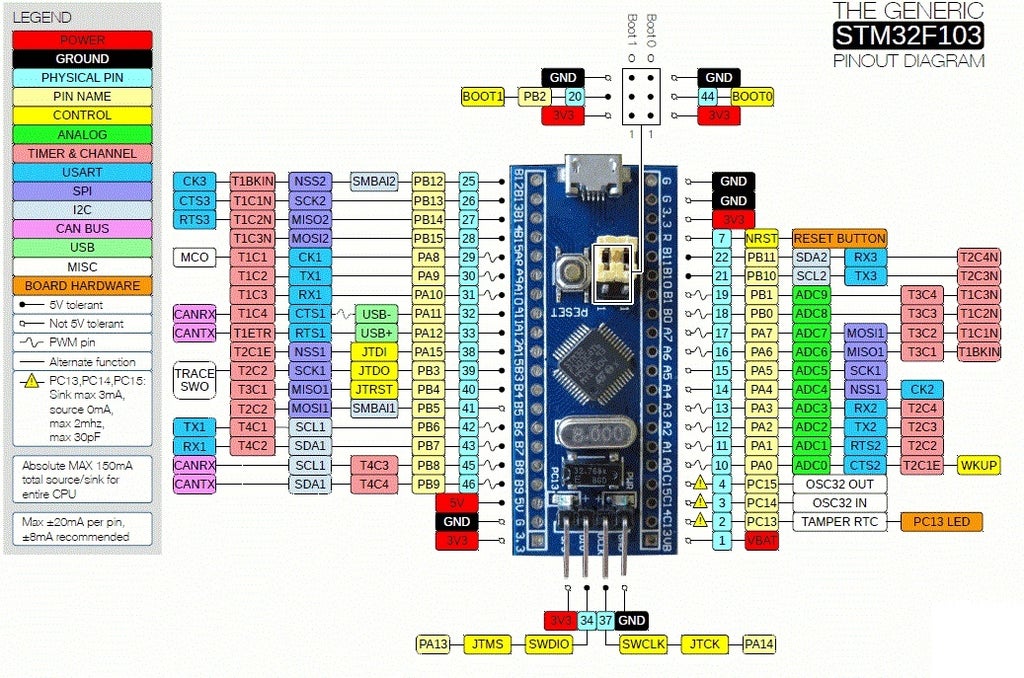 LEGEND
POWER
GROUND
PHYSICAL PIN
PIN NAME
CONTROL
ANALOG
TIMER & CHANNEL
USART
SPI
I2C
CAN BUS
USB
MISC
BOARD HARDWARE
5V tolerant
Not 5V tolerant
PWM pin
Alternate function
PC13,PC14,PC15:
Sink max 3mA,
source 0mA,
max 2mhz,
max 30pF
Absolute MAX 150mA
total source/sink for
entire CPU
Max ±20mA per pin,
±8mA recommended
THE GENERIC
STM32F103
PINOUT DIAGRAM
Boot 1 Boot 0
GND GND
BOOT1 PB2 20 44 BOOT0
3V3 3V3
1 1
CK3 T1BKIN NSS2 SMBAI2 PB12 25
CTS3 T1C1N SCK2 PB13 26
RTS3 T1C2N MISO2 PB14 27
T1C3N MOSI2 PB15 28
MCO T1C1 CK1 PA8 29
T1C2 TX1 PA9 30
T1C3 RX1 PA10 31
CANRX T1C4 CTS1 USB- PA11 32
CANTX T1ETR RTS1 USB+ PA12 33
T2C1E NSS1 JTDI PA15 38
TRACE SWO
T2C2 SCK1 JTDO PB3 39
T3C1 MISO1 JTRST PB4 40
T2C2 MOSI1 SMBAI1 PB5 41
TX1 T4C1 SCL1 PB6 42
RX1 T4C2 SDA1 PB7 43
CANRX SCL1 T4C3 PB8 45
CANTX SDA1 T4C4 PB9 46
5V
GND
3V3
RESET
1 1
8.000
32.768k
PC13 PWR
B12 B13 B14 B15 A8 A9 A10 A11 A12 A15 B3 B4 B5 B6 B7 B8 B9 5V G 3.3
G G 3.3 R B11 B10 B1 B0 A7 A6 A5 A4 A3 A2 A1 A0 C15 C14 C13 VB
GND
GND
3V3
7 NRST RESET BUTTON
22 PB11 SDA2 RX3 T2C4N
21 PB10 SCL2 TX3 T2C3N
19 PB1 ADC9 T3C4 T1C3N
18 PB0 ADC8 T3C3 T1C2N
17 PA7 ADC7 MOSI1 T3C2 T1C1N
16 PA6 ADC6 MISO1 T3C1 T1BKIN
15 PA5 ADC5 SCK1
14 PA4 ADC4 NSS1 CK2
13 PA3 ADC3 RX2 T2C4
12 PA2 ADC2 TX2 T2C3
11 PA1 ADC1 RTS2 T2C2
10 PA0 ADC0 CTS2 T2C1E WKUP
4 PC15 OSC32 OUT
3 PC14 OSC32 IN
2 PC13 TAMPER RTC PC13 LED
1 VBAT
3V3 34 37 GND
PA13 JTMS SWDIO SWCLK JTCK PA14